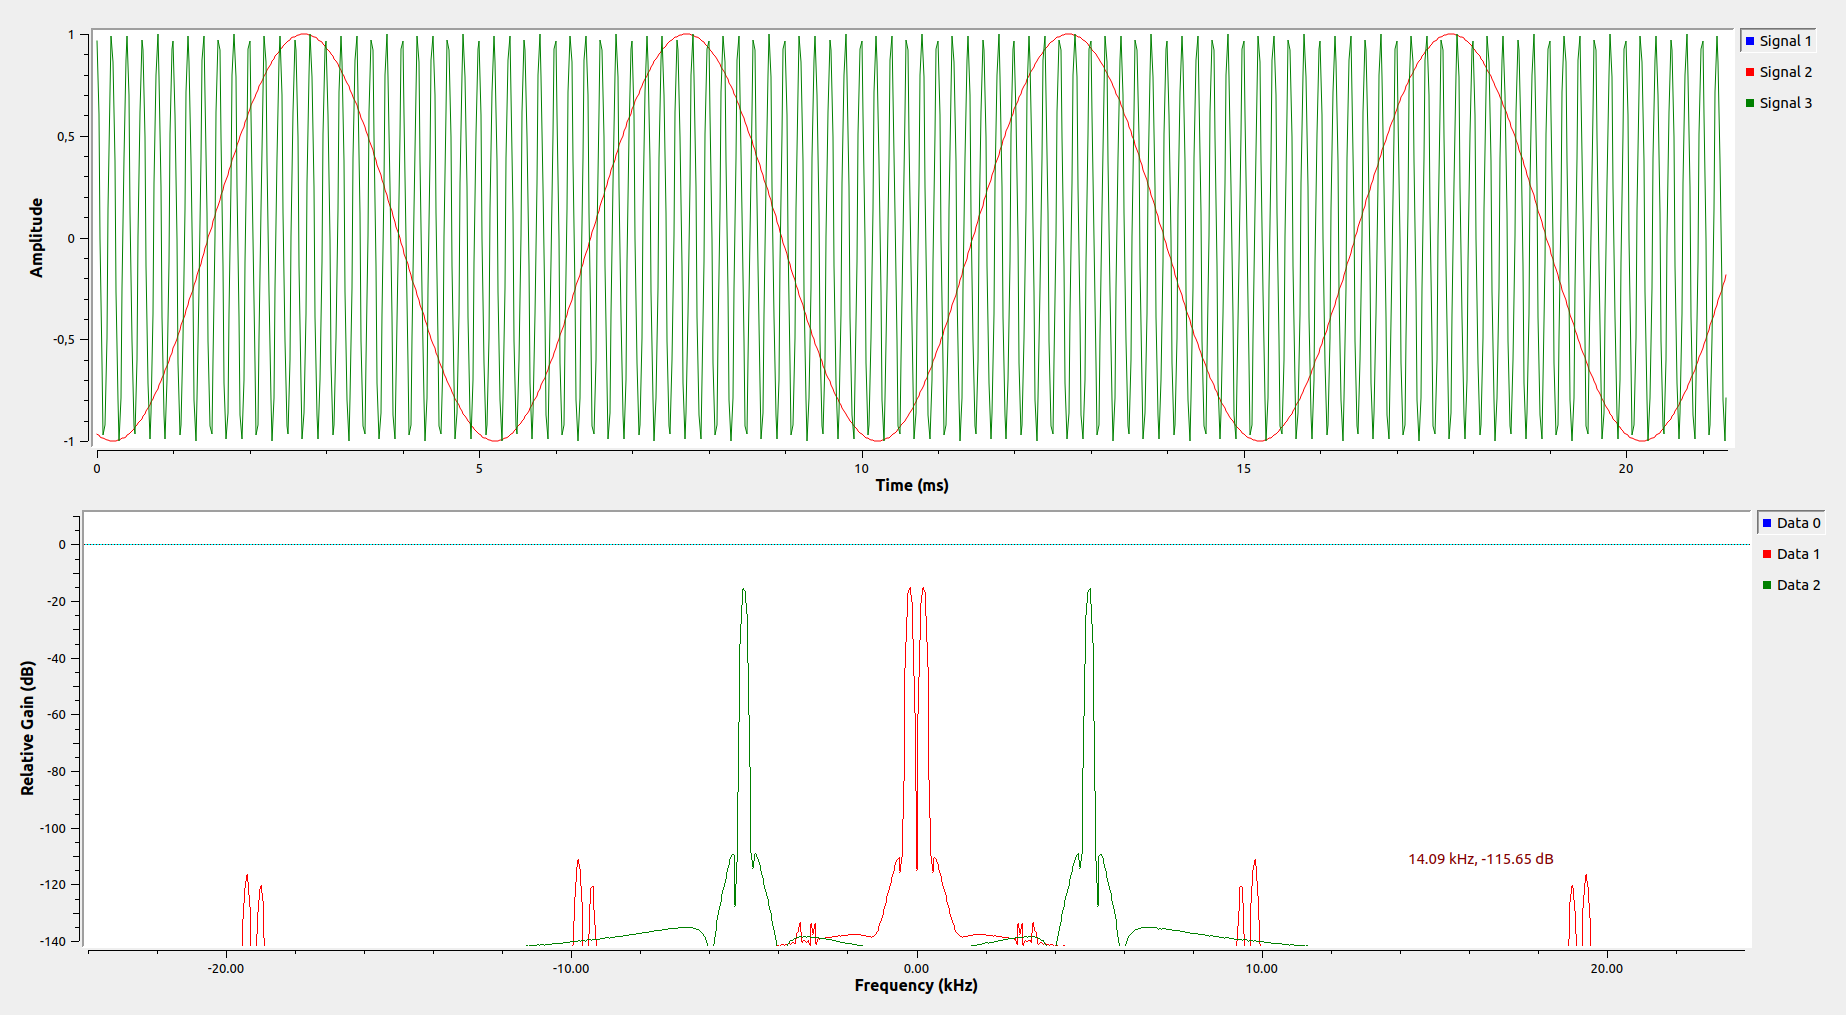 1
0,5
0
-0,5
-1
Amplitude
0 5 10 15 20
Time (ms)
Signal 1
Signal 2
Signal 3
0
-20
-40
-60
-80
-100
-120
-140
Relative Gain (dB)
14.09 kHz, -115.65 dB
-20.00 -10.00 0.00 10.00 20.00
Frequency (kHz)
Data 0
Data 1
Data 2